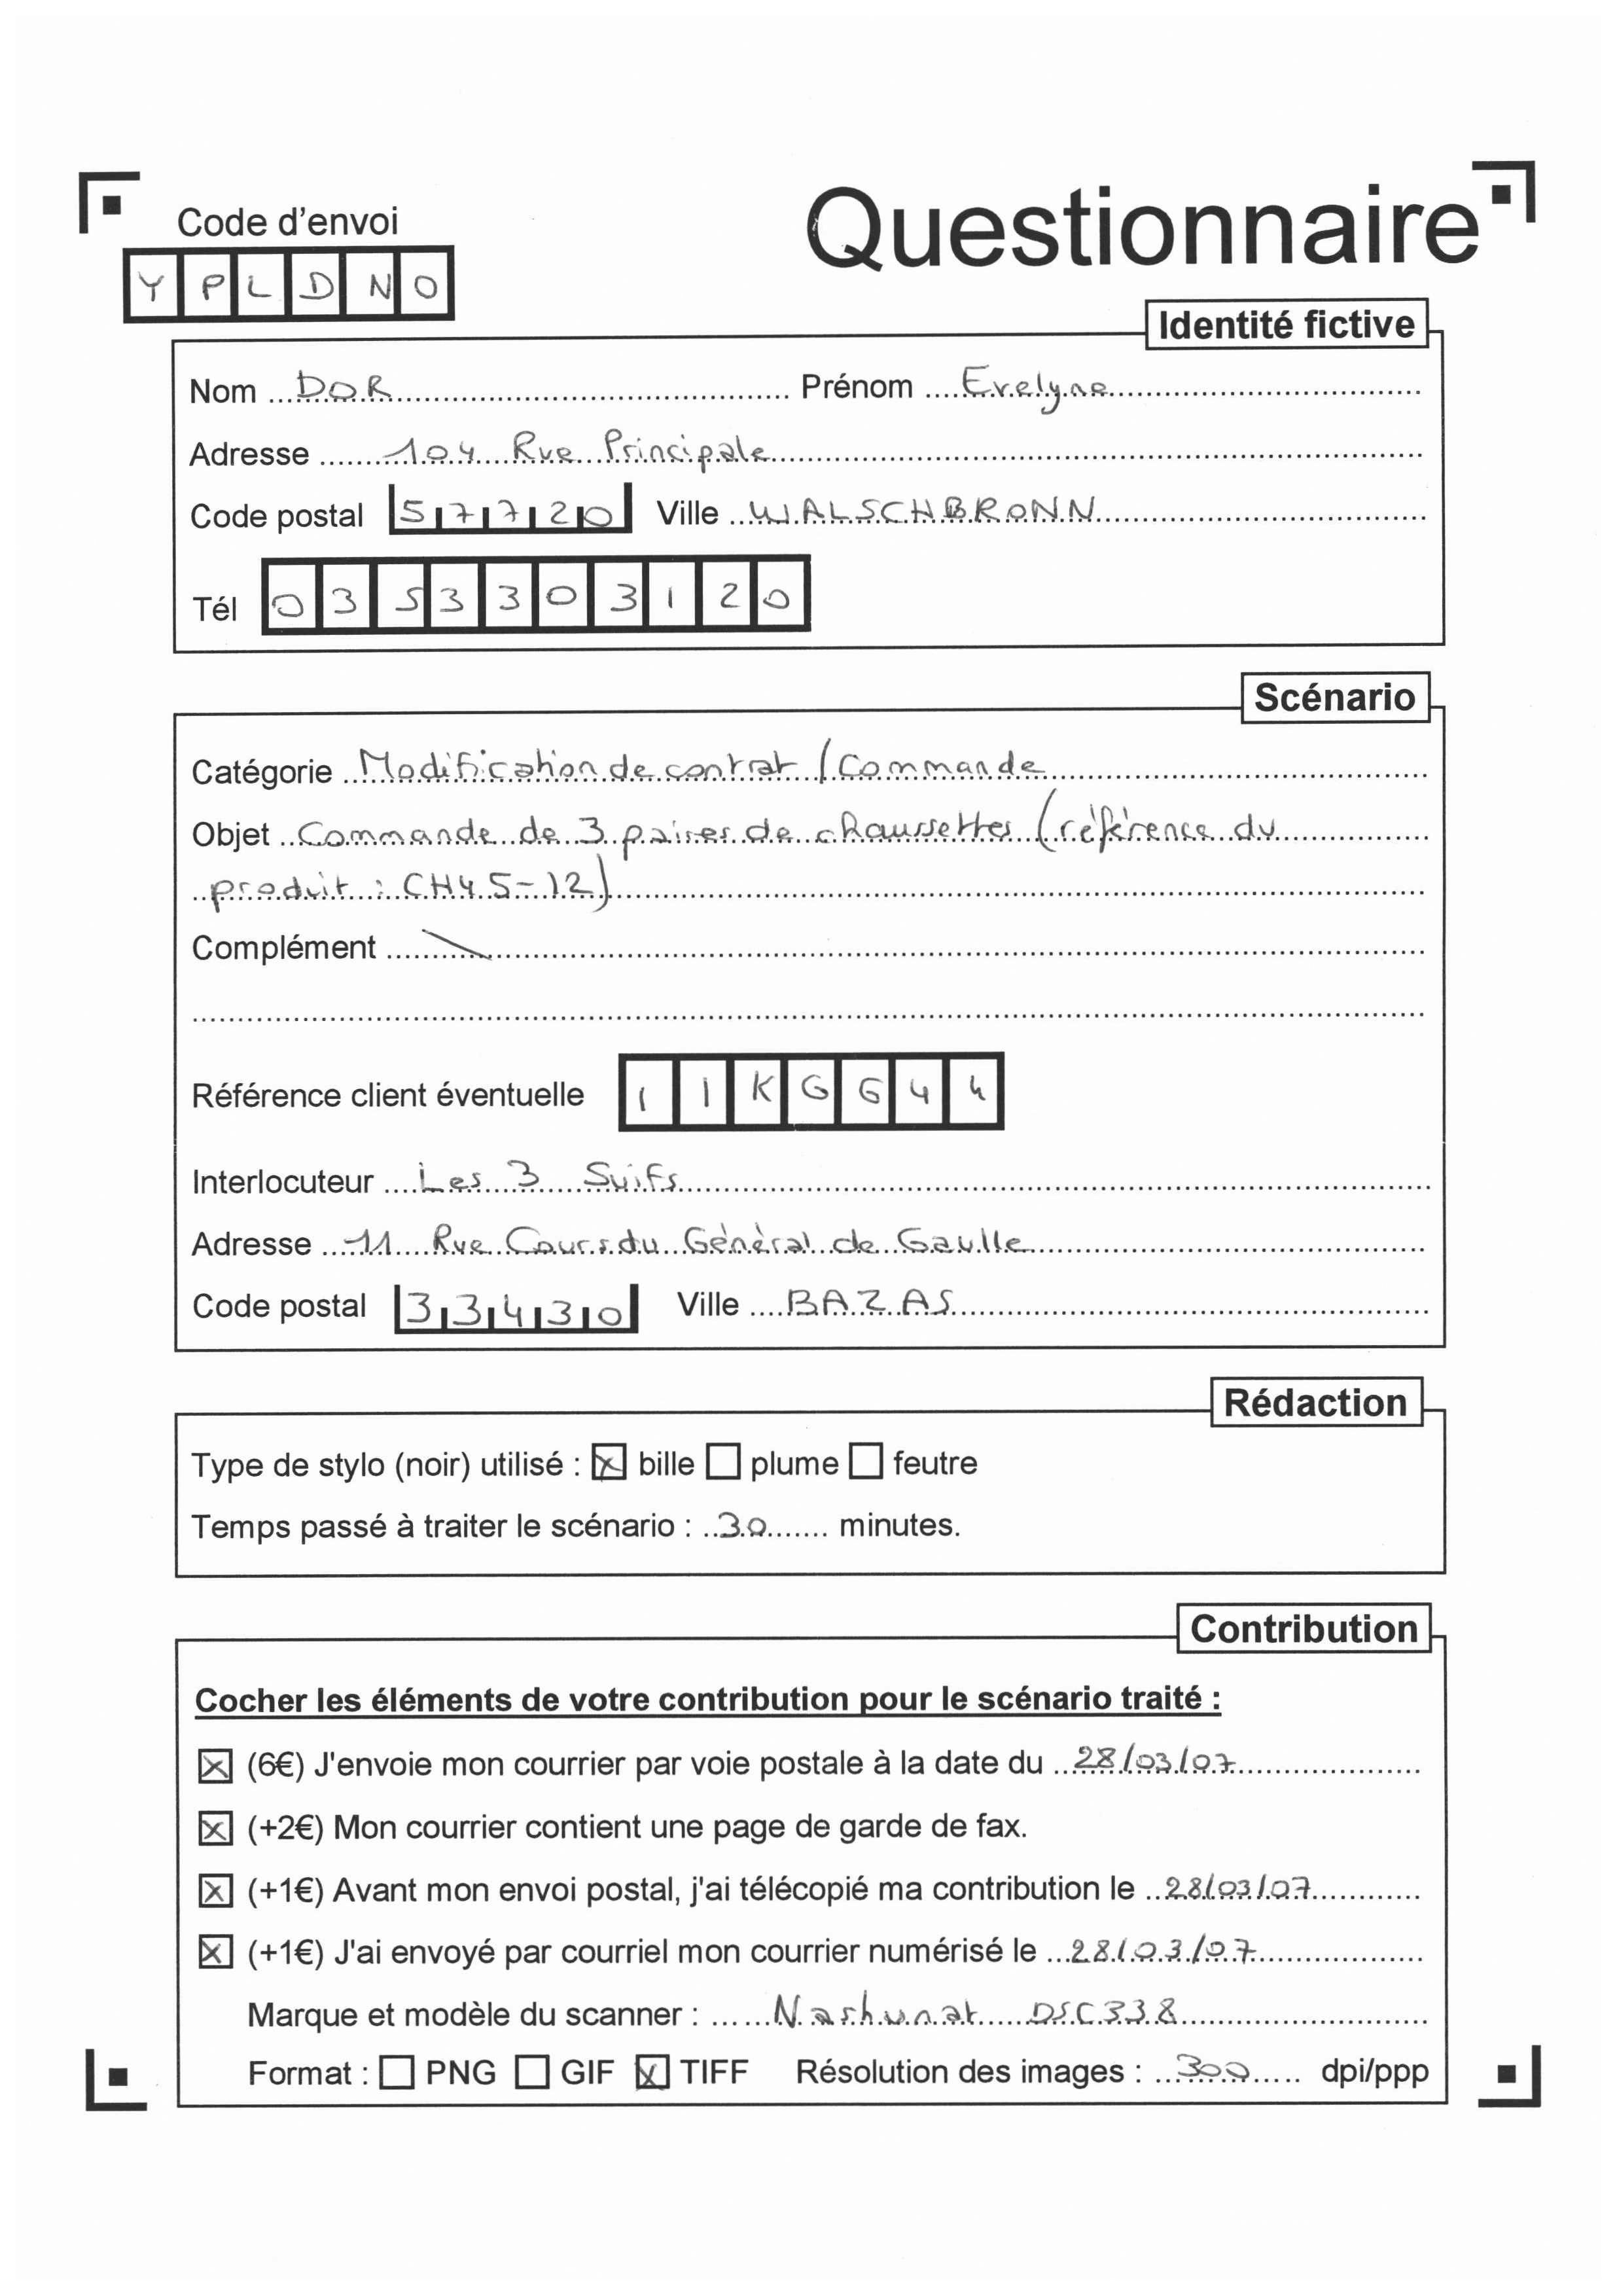 Code d'envoi
Questionnaire
YPLDNO
Identité fictive
Nom DOR Prénom Evelyne
Adresse 104 Rue Principale
Code postal 57720 Ville WALSCHBRONN
Tél 0353303120
Scénario
Catégorie Modification de contrat / Commande
Objet Commande de 3 paires de chaussettes (référence du
produit : CH45-12)
Complément
Référence client éventuelle 11KGG44
Interlocuteur Les 3 Suifs
Adresse 11 Rue Cours du Général de Gaulle
Code postal 33430 Ville BAZAS
Rédaction
Type de stylo (noir) utilisé : ☒ bille ☐ plume ☐ feutre
Temps passé à traiter le scénario : 30 minutes.
Contribution
Cocher les éléments de votre contribution pour le scénario traité :
☒ (6€) J'envoie mon courrier par voie postale à la date du 28/03/07
☒ (+2€) Mon courrier contient une page de garde de fax.
☒ (+1€) Avant mon envoi postal, j'ai télécopié ma contribution le 28/03/07
☒ (+1€) J'ai envoyé par courriel mon courrier numérisé le 28/03/07
Marque et modèle du scanner : Nashuat DSC338
Format : ☐ PNG ☐ GIF ☒ TIFF Résolution des images : 300 dpi/ppp